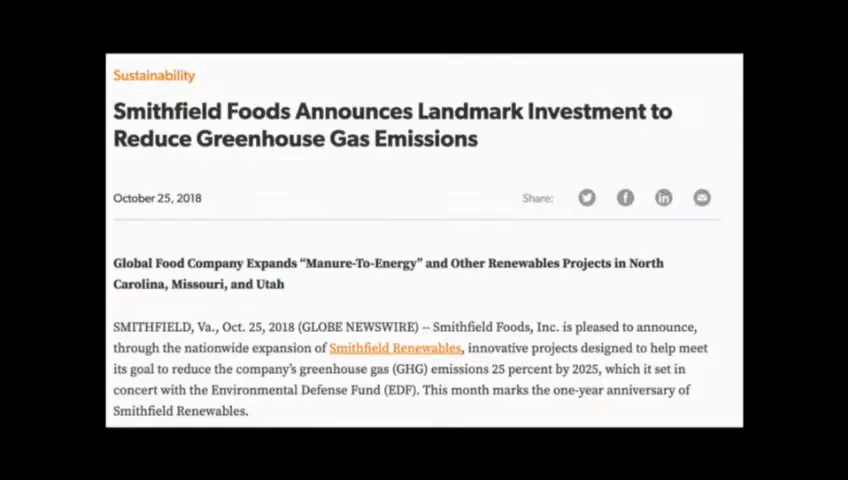 Sustainability
Smithfield Foods Announces Landmark Investment to
Reduce Greenhouse Gas Emissions
October 25, 2018
Share:
Global Food Company Expands “Manure-To-Energy” and Other Renewables Projects in North
Carolina, Missouri, and Utah
SMITHFIELD, Va., Oct. 25, 2018 (GLOBE NEWSWIRE) -- Smithfield Foods, Inc. is pleased to announce,
through the nationwide expansion of Smithfield Renewables, innovative projects designed to help meet
its goal to reduce the company’s greenhouse gas (GHG) emissions 25 percent by 2025, which it set in
concert with the Environmental Defense Fund (EDF). This month marks the one-year anniversary of
Smithfield Renewables.